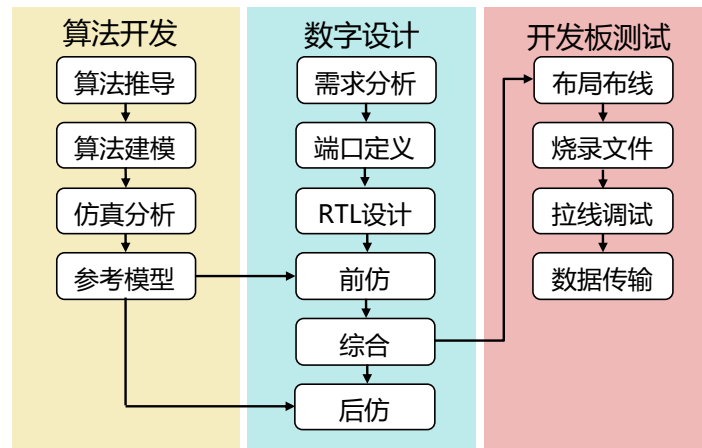 算法开发
算法推导
算法建模
仿真分析
参考模型
数字设计
需求分析
端口定义
RTL设计
前仿
综合
后仿
开发板测试
布局布线
烧录文件
拉线调试
数据传输